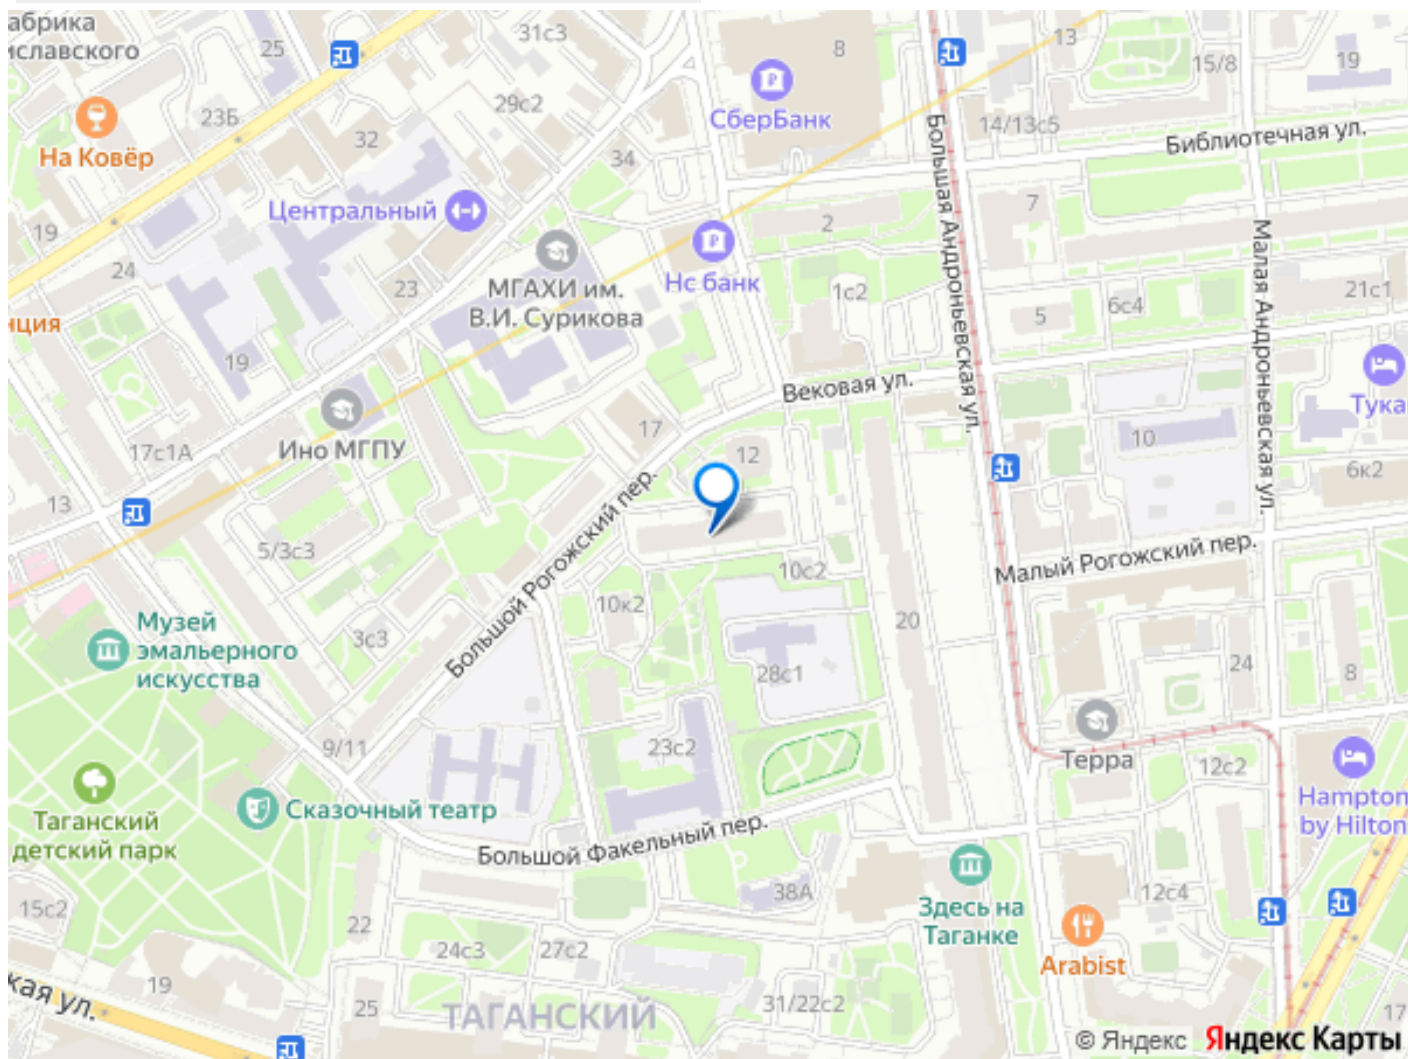 абрика
иславского
25
31с3
8
13
15/8
19
СберБанк
23Б
32
29с2
34
14/13с5
Библиотечная ул.
На Ковёр
Центральный
Большая Андроньевская ул.
7
2
19
24
23
МГАХИ им.
В.И. Сурикова
Нс банк
1с2
6с4
5
21с1
Малая Андроньевская ул.
нция
19
Вековая ул.
Тука
17
12
10
Ино МГПУ
17с1А
6к2
13
5/3с3
Большой Рогожский пер.
10с2
Малый Рогожский пер.
10к2
20
Музей
эмальерного
искусства
3с3
28с1
24
8
9/11
23с2
Терра
12с2
Таганский
детский парк
Сказочный театр
Hampton
by Hilton
Большой Факельный пер.
38А
12с4
Здесь на
Таганке
15с2
22
24с3
27с2
Arabist
19
кая ул.
25
ТАГАНСКИЙ
31/22с2
17
© Яндекс Яндекс Карты